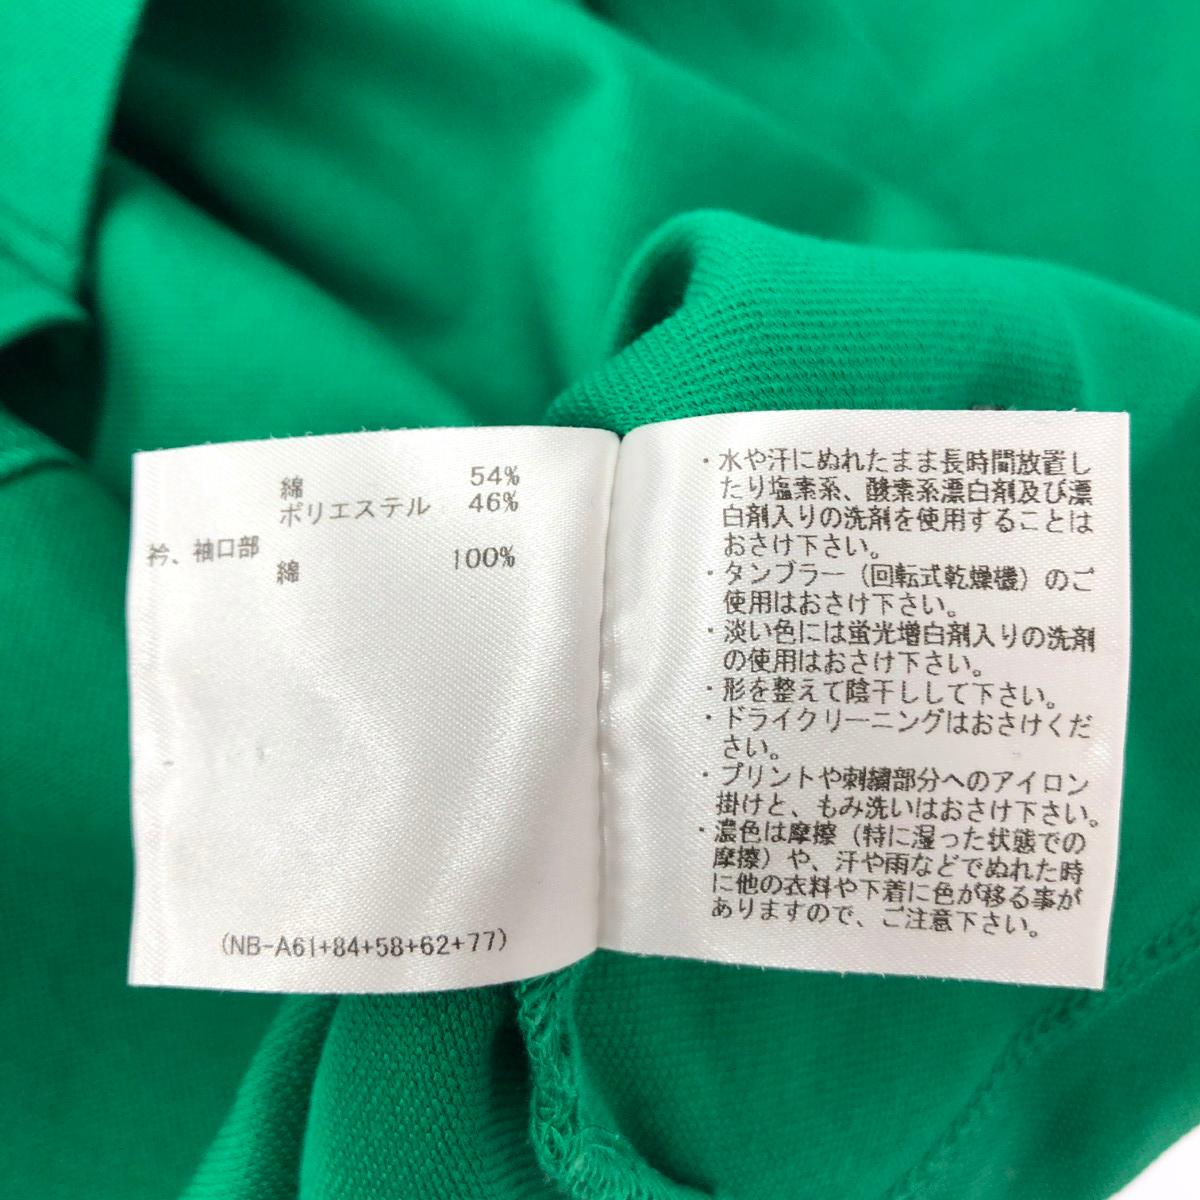 綿 54%
ポリエステル 46%
衿、袖口部
綿 100%
(NB-A61+84+58+62+77)
・水や汗にぬれたまま長時間放置し
たり塩素系、酸素系漂白剤及び漂
白剤入りの洗剤を使用することは
おさけ下さい。
・タンブラー（回転式乾燥機）のご
使用はおさけ下さい。
・淡い色には蛍光増白剤入りの洗剤
の使用はおさけ下さい。
・形を整えて陰干しして下さい。
・ドライクリーニングはおさけくだ
さい。
・プリントや刺繍部分へのアイロン
掛けと、もみ洗いはおさけ下さい。
・濃色は摩擦（特に湿った状態での
摩擦）や、汗や雨などでぬれた時
に他の衣料や下着に色が移る事が
ありますので、ご注意下さい。